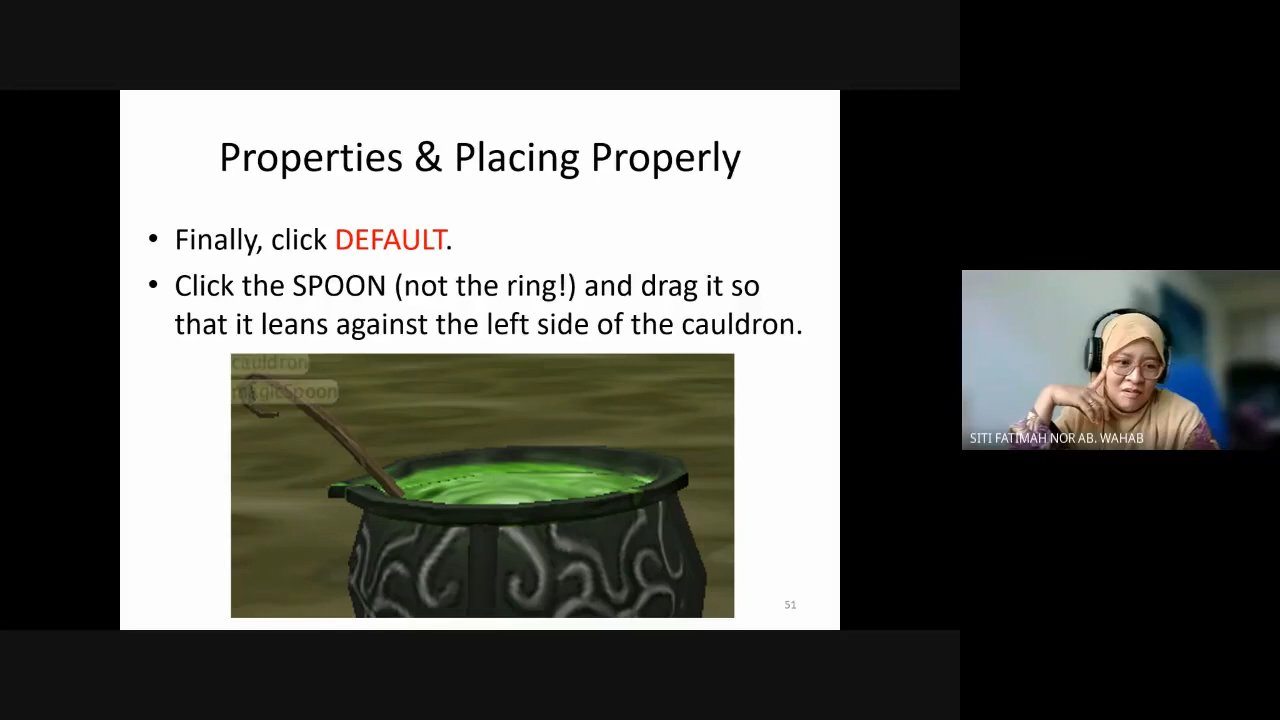 Properties & Placing Properly
• Finally, click DEFAULT.
• Click the SPOON (not the ring!) and drag it so
that it leans against the left side of the cauldron.
cauldron
magicSpoon
51
SITI FATIMAH NOR AB. WAHAB